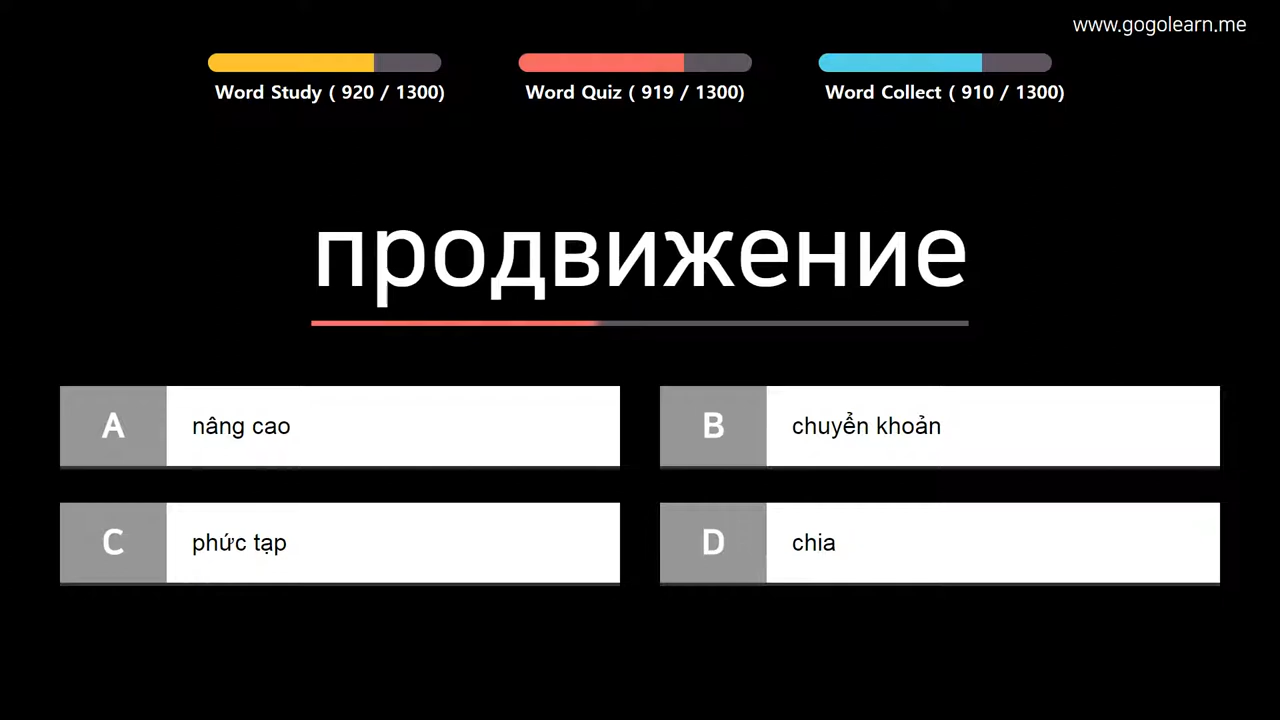 www.gogolearn.me
Word Study ( 920 / 1300)
Word Quiz ( 919 / 1300)
Word Collect ( 910 / 1300)
продвижение
A nâng cao
B chuyển khoản
C phức tạp
D chia